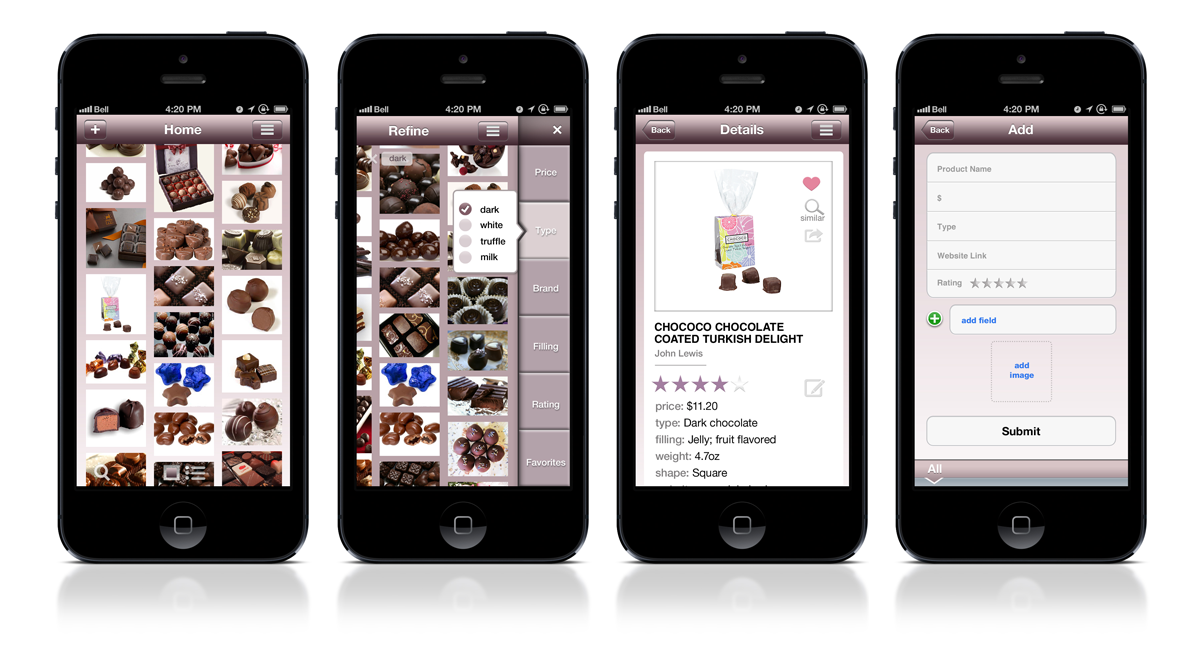 Bell 4:20 PM
+ Home
Bell 4:20 PM
Refine ×
dark
dark
white
truffle
milk
Price
Type
Brand
Filling
Rating
Favorites
Bell 4:20 PM
Back Details
similar
CHOCOCO
CHOCOCO CHOCOLATE
COATED TURKISH DELIGHT
John Lewis
price: $11.20
type: Dark chocolate
filling: Jelly; fruit flavored
weight: 4.7oz
shape: Square
Bell 4:20 PM
Back Add
Product Name
$
Type
Website Link
Rating
add field
add
image
Submit
All